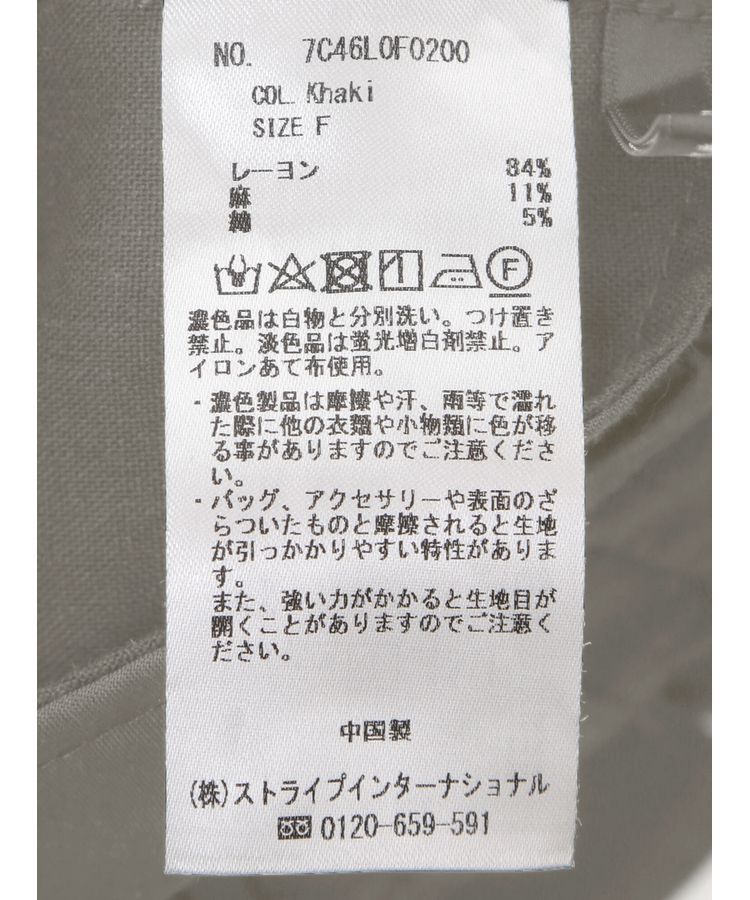 NO. 7C46L0F0200
COL. Khaki
SIZE F
レーヨン 84%
麻 11%
綿 5%
1
F
濃色品は白物と分別洗い。つけ置き
禁止。淡色品は蛍光増白剤禁止。ア
イロンあて布使用。
・濃色製品は摩擦や汗、雨等で濡れ
た際に他の衣類や小物類に色が移
る事がありますのでご注意くださ
い。
・バッグ、アクセサリーや表面のざ
らついたものと摩擦されると生地
が引っかかりやすい特性がありま
す。
また、強い力がかかると生地目が
開くことがありますのでご注意く
ださい。
中国製
(株)ストライプインターナショナル
0120-659-591